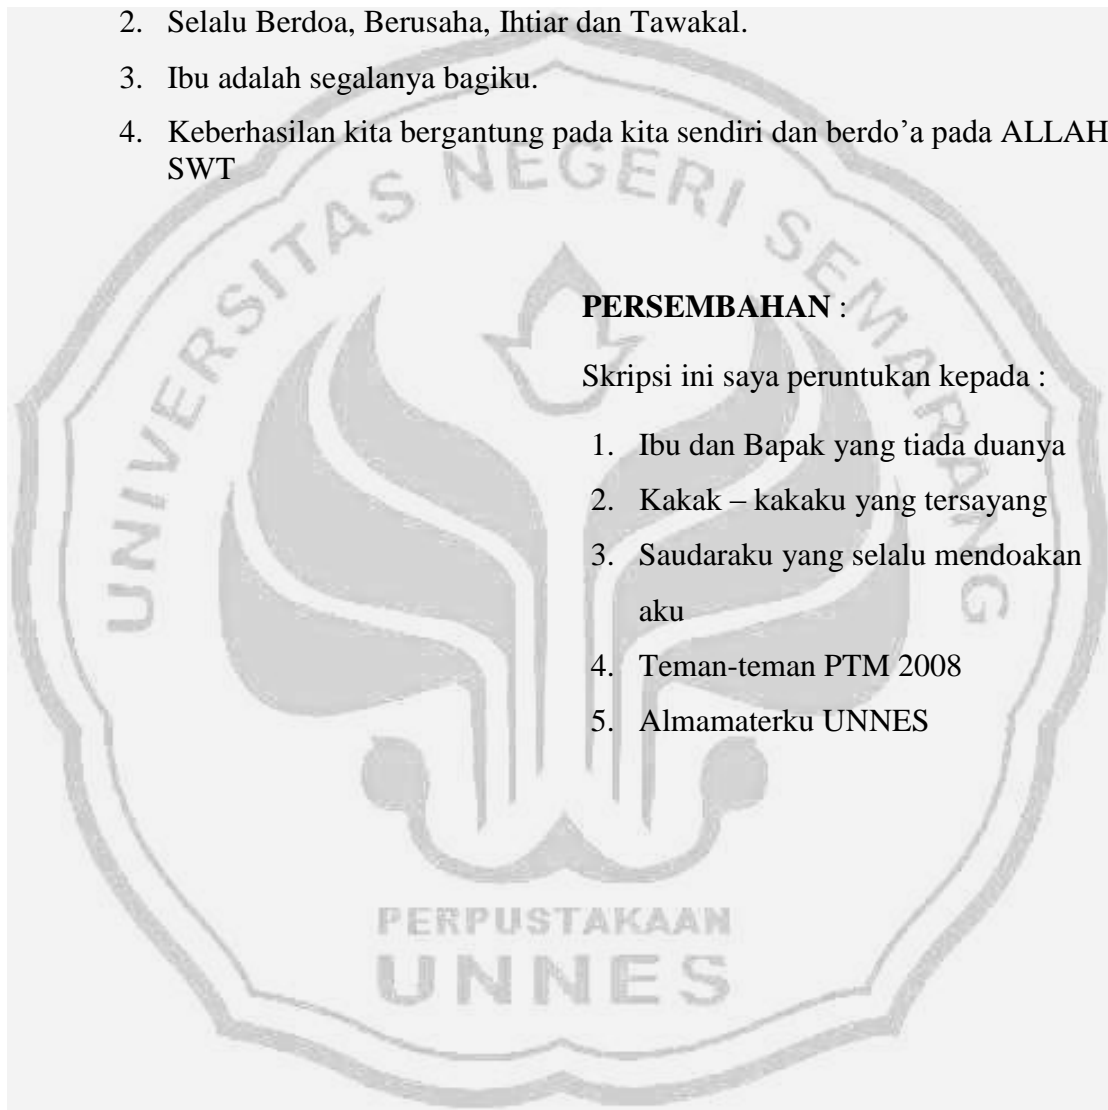 2. Selalu Berdoa, Berusaha, Ihtiar dan Tawakal.
3. Ibu adalah segalanya bagiku.
4. Keberhasilan kita bergantung pada kita sendiri dan berdo’a pada ALLAH
SWT
UNIVERSITAS NEGERI SEMARANG
PERSEMBAHAN :
Skripsi ini saya peruntukan kepada :
1. Ibu dan Bapak yang tiada duanya
2. Kakak – kakaku yang tersayang
3. Saudaraku yang selalu mendoakan
aku
4. Teman-teman PTM 2008
5. Almamaterku UNNES
PERPUSTAKAAN
UNNES